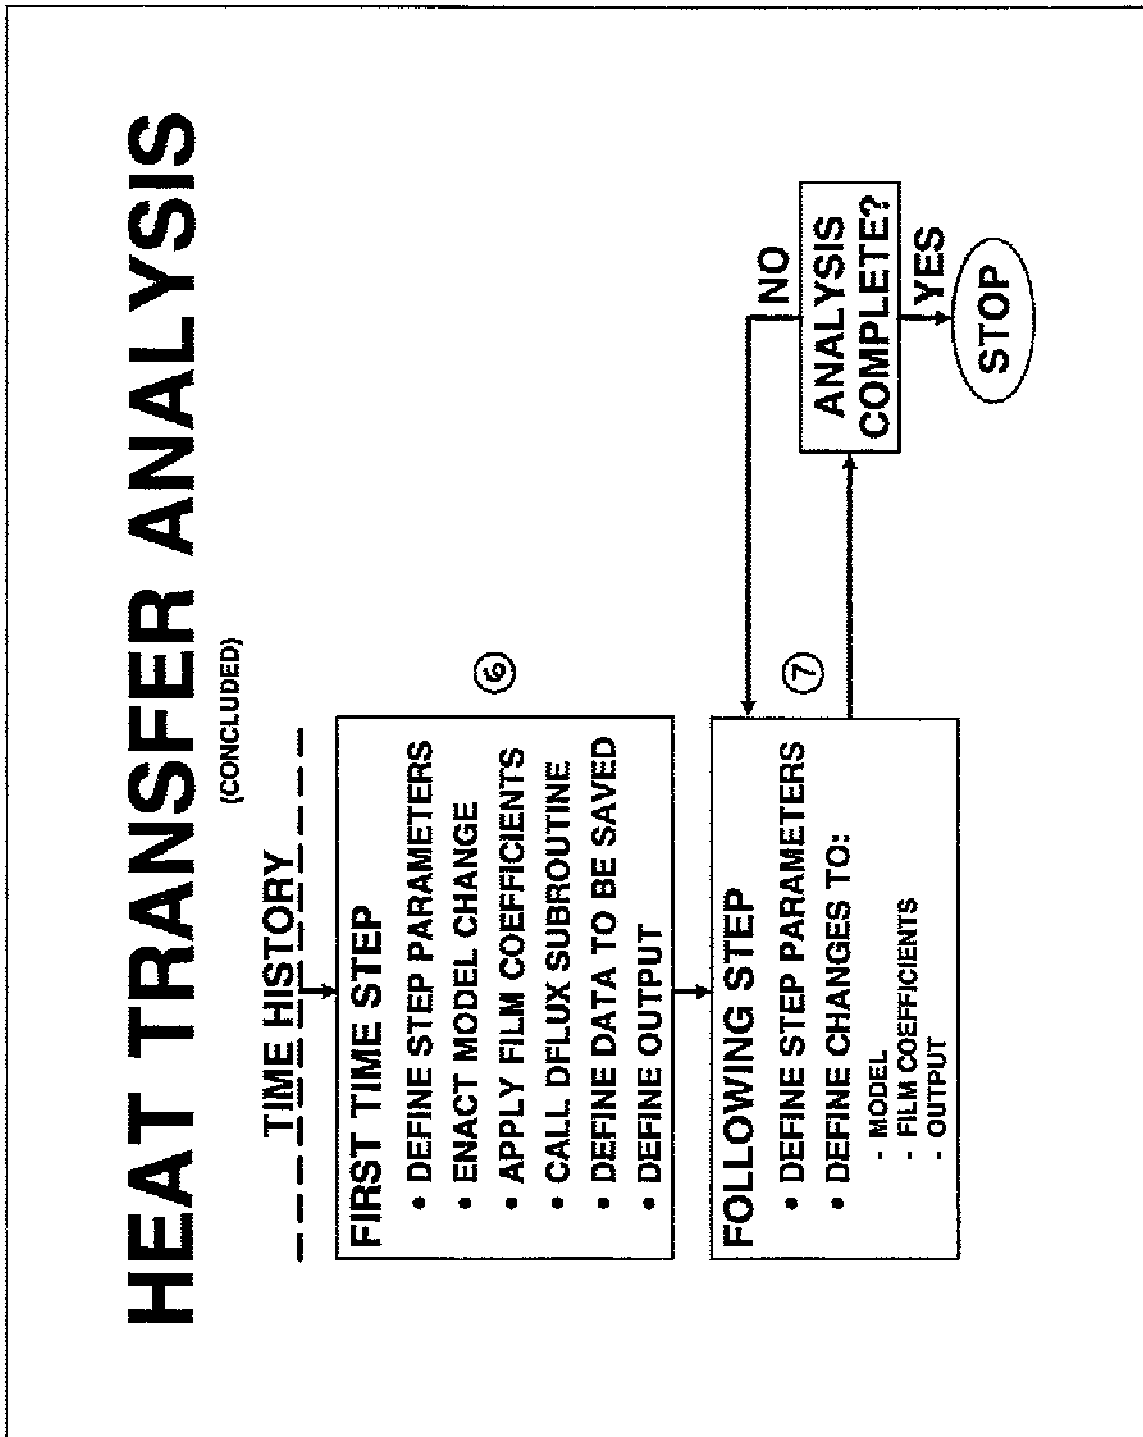 HEAT TRANSFER ANALYSIS
(CONCLUDED)
TIME HISTORY
FIRST TIME STEP
• DEFINE STEP PARAMETERS
• ENACT MODEL CHANGE
• APPLY FILM COEFFICIENTS
• CALL DFLUX SUBROUTINE
• DEFINE DATA TO BE SAVED
• DEFINE OUTPUT
6
FOLLOWING STEP
• DEFINE STEP PARAMETERS
• DEFINE CHANGES TO:
- MODEL
- FILM COEFFICIENTS
- OUTPUT
7
NO
ANALYSIS
COMPLETE?
YES
STOP